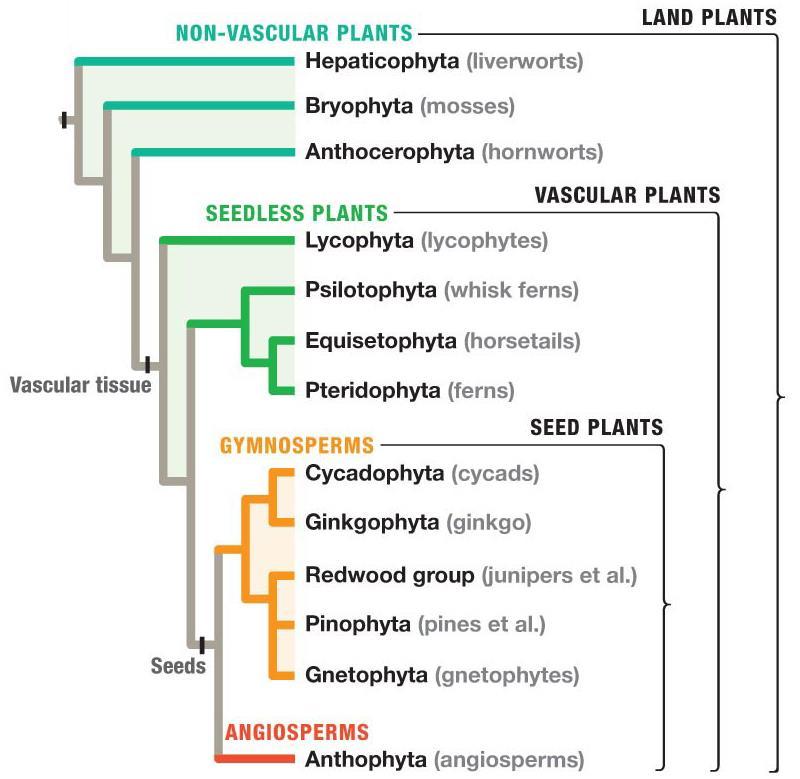 LAND PLANTS
NON-VASCULAR PLANTS
Hepaticophyta (liverworts)
Bryophyta (mosses)
Anthocerophyta (hornworts)
VASCULAR PLANTS
SEEDLESS PLANTS
Lycophyta (lycophytes)
Psilotophyta (whisk ferns)
Equisetophyta (horsetails)
Vascular tissue
Pteridophyta (ferns)
SEED PLANTS
GYMNOSPERMS
Cycadophyta (cycads)
Ginkgophyta (ginkgo)
Redwood group (junipers et al.)
Pinophyta (pines et al.)
Seeds
Gnetophyta (gnetophytes)
ANGIOSPERMS
Anthophyta (angiosperms)